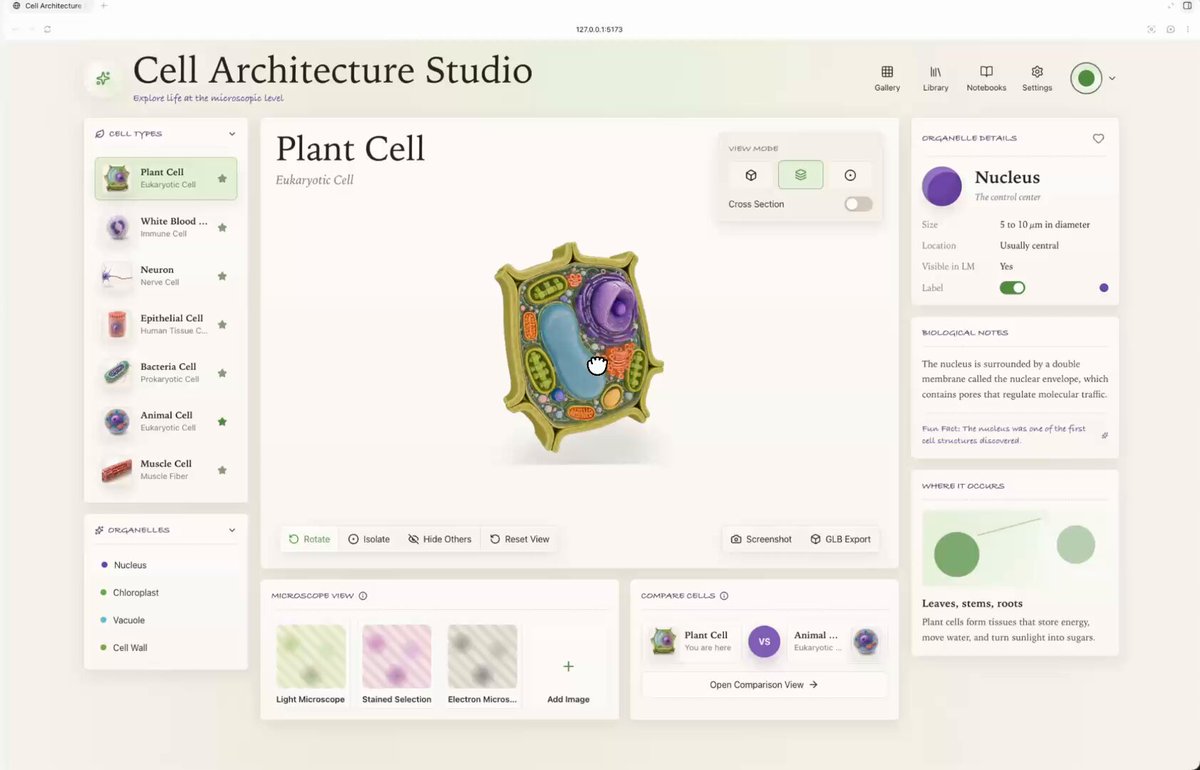 Cell Architecture
127.0.0.1:5173
Cell Architecture Studio
Explore life at the microscopic level
Gallery
Library
Notebooks
Settings
CELL TYPES
Plant Cell
Eukaryotic Cell
White Blood ...
Immune Cell
Neuron
Nerve Cell
Epithelial Cell
Human Tissue C...
Bacteria Cell
Prokaryotic Cell
Animal Cell
Eukaryotic Cell
Muscle Cell
Muscle Fiber
ORGANELLES
Nucleus
Chloroplast
Vacuole
Cell Wall
Plant Cell
Eukaryotic Cell
VIEW MODE
Cross Section
Rotate
Isolate
Hide Others
Reset View
Screenshot
GLB Export
MICROSCOPE VIEW
Light Microscope
Stained Selection
Electron Micros...
Add Image
COMPARE CELLS
Plant Cell
You are here
VS
Animal ...
Eukaryotic ...
Open Comparison View
ORGANELLE DETAILS
Nucleus
The control center
Size 5 to 10 μm in diameter
Location Usually central
Visible in LM Yes
Label
BIOLOGICAL NOTES
The nucleus is surrounded by a double
membrane called the nuclear envelope, which
contains pores that regulate molecular traffic.
Fun Fact: The nucleus was one of the first
cell structures discovered.
WHERE IT OCCURS
Leaves, stems, roots
Plant cells form tissues that store energy,
move water, and turn sunlight into sugars.